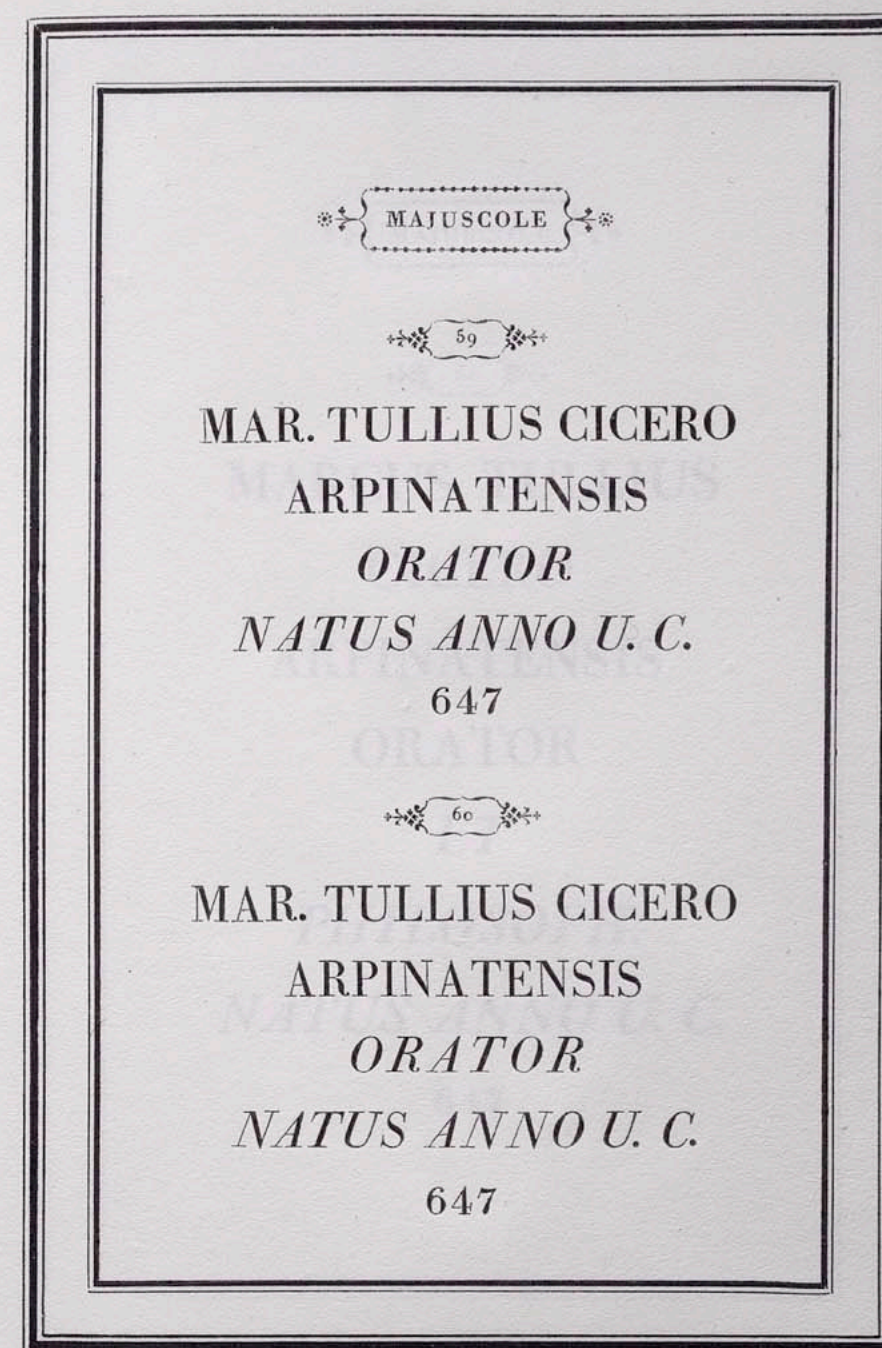 MAJUSCOLE
59
MAR. TULLIUS CICERO
ARPINATENSIS
ORATOR
NATUS ANNO U. C.
647
60
MAR. TULLIUS CICERO
ARPINATENSIS
ORATOR
NATUS ANNO U. C.
647